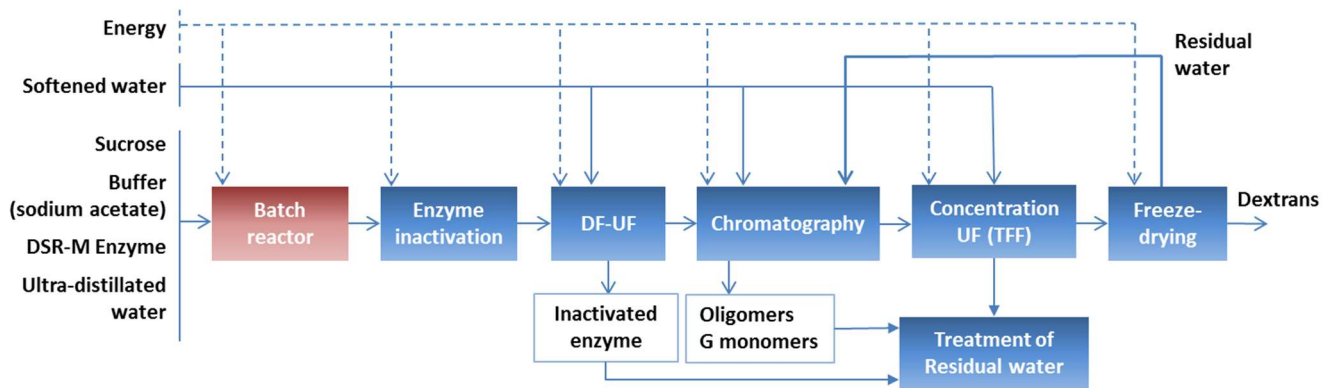 Energy
Residual
water
Softened water
Sucrose
Buffer
(sodium acetate)
DSR-M Enzyme
Ultra-distillated
water
Batch
reactor
Enzyme
inactivation
DF-UF
Chromatography
Concentration
UF (TFF)
Freeze-
drying
Dextrans
Inactivated
enzyme
Oligomers
G monomers
Treatment of
Residual water